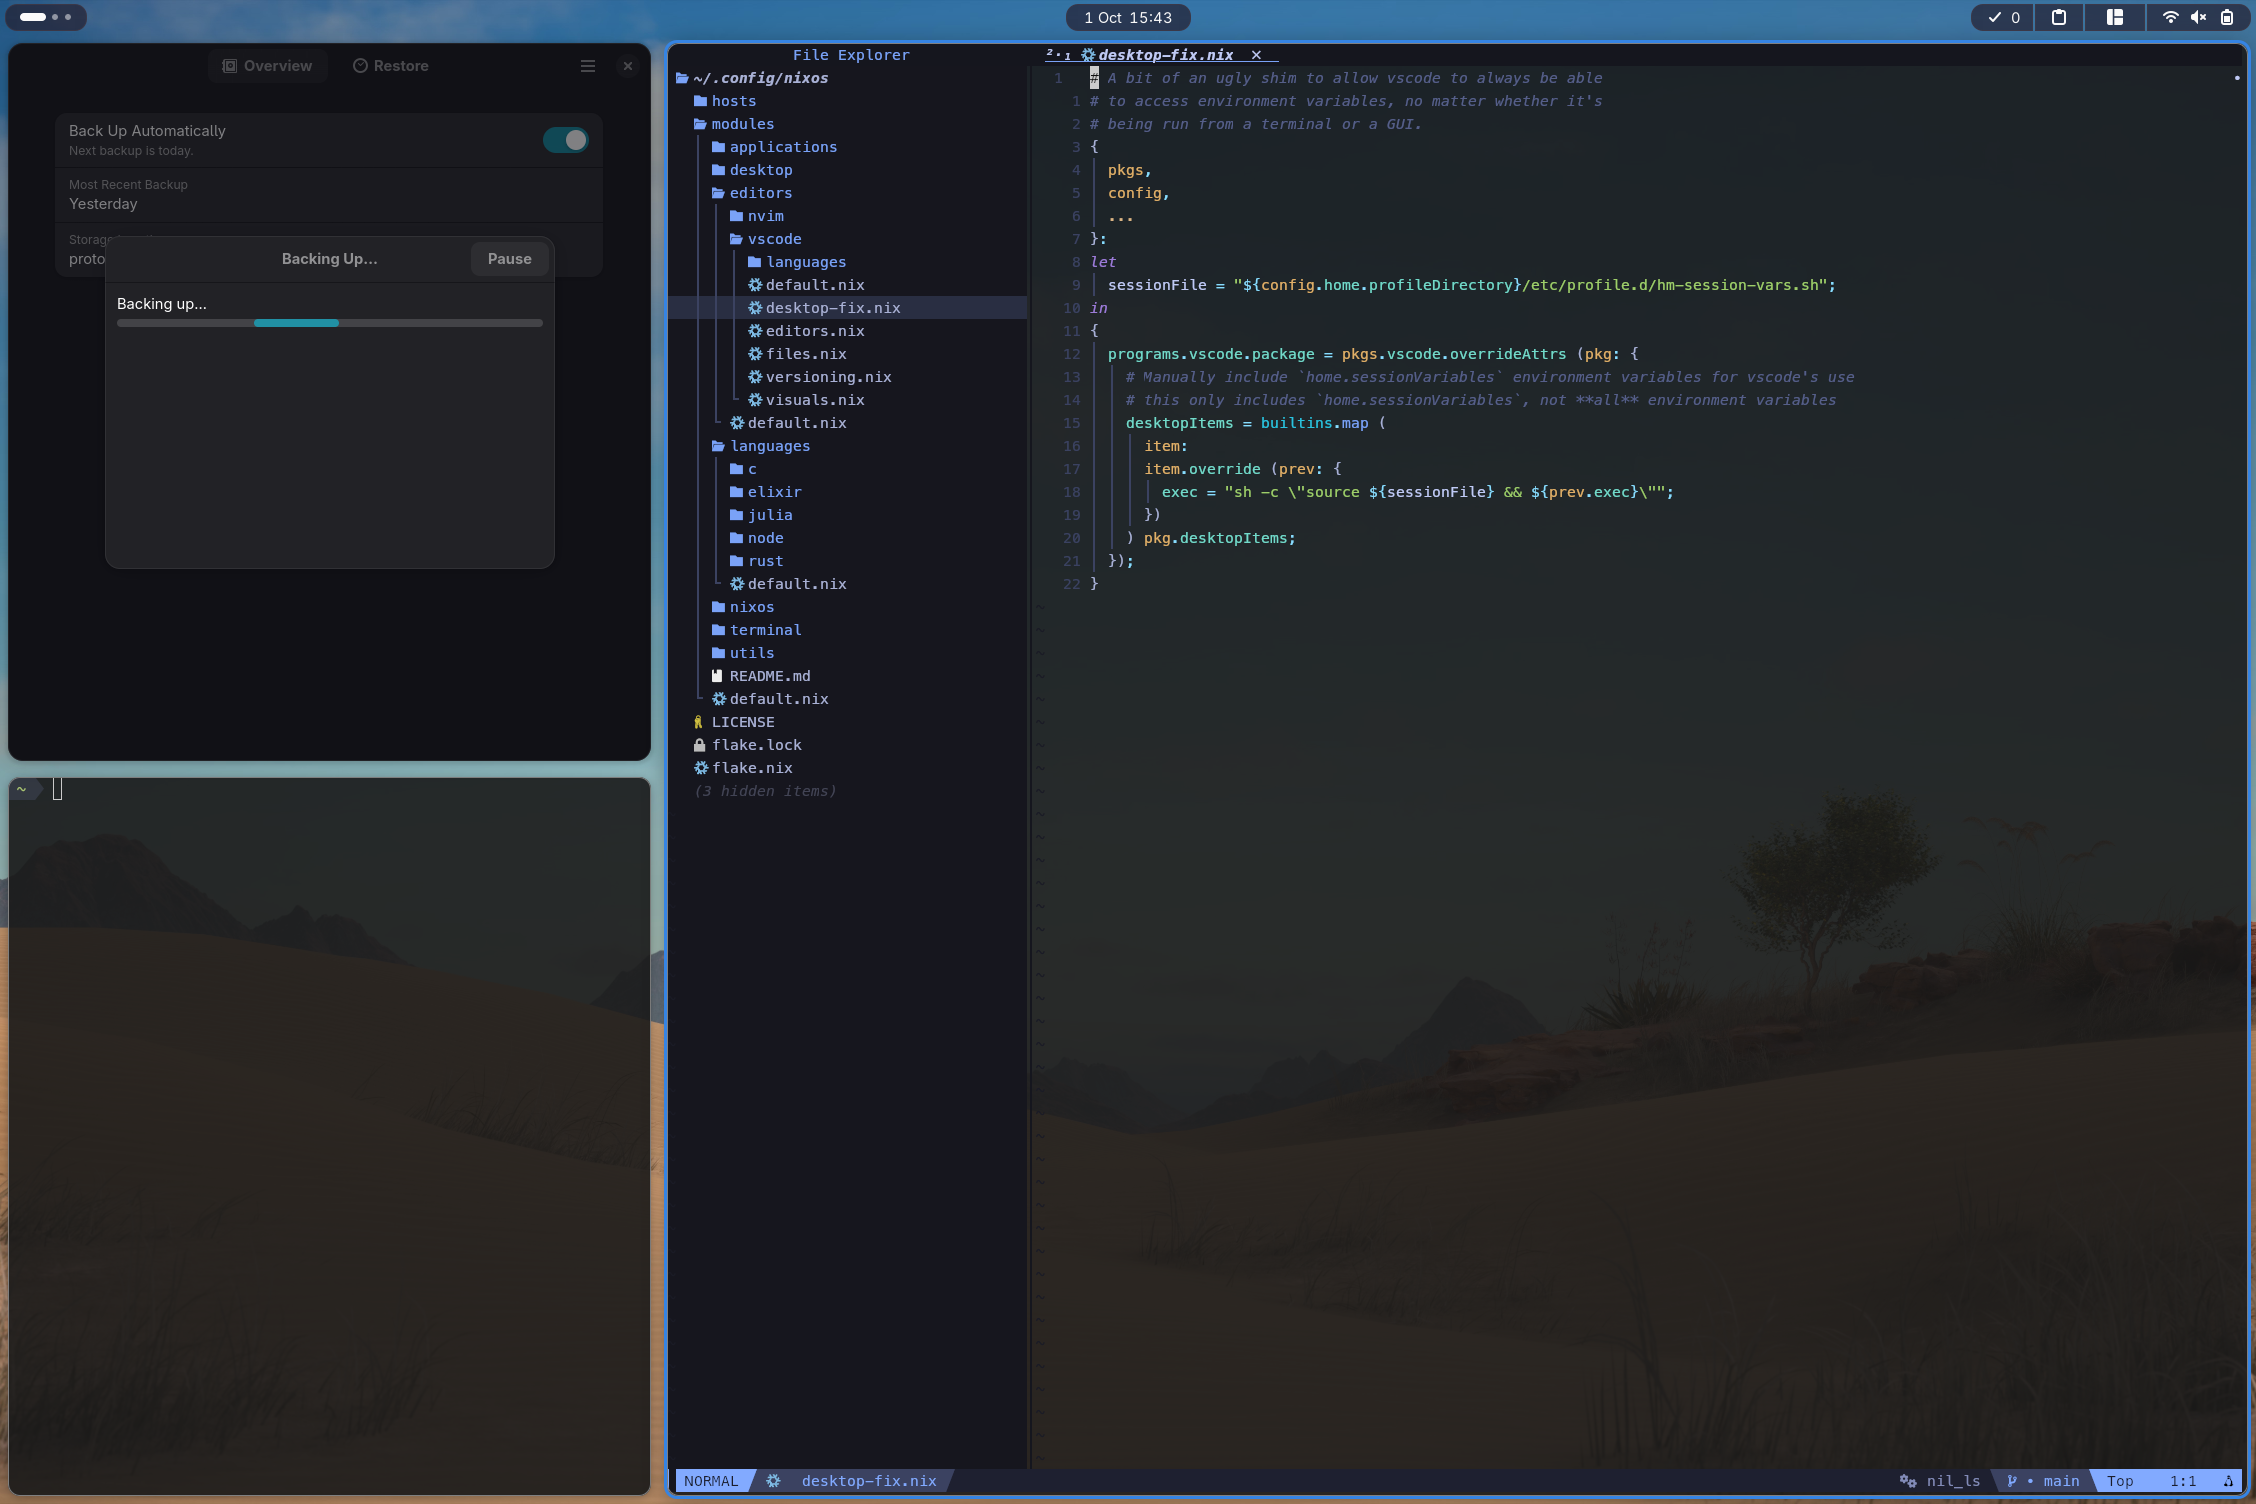 1 Oct 15:43
0
Overview
Restore
Back Up Automatically
Next backup is today.
Most Recent Backup
Yesterday
Storage
proto
Backing Up...
Pause
Backing up...
~
File Explorer
~/.config/nixos
hosts
modules
applications
desktop
editors
nvim
vscode
languages
default.nix
desktop-fix.nix
editors.nix
files.nix
versioning.nix
visuals.nix
default.nix
languages
c
elixir
julia
node
rust
default.nix
nixos
terminal
utils
README.md
default.nix
LICENSE
flake.lock
flake.nix
(3 hidden items)
²·₁ desktop-fix.nix ×
1 # A bit of an ugly shim to allow vscode to always be able
1 # to access environment variables, no matter whether it's
2 # being run from a terminal or a GUI.
3 {
4 pkgs,
5 config,
6 ...
7 }:
8 let
9 sessionFile = "${config.home.profileDirectory}/etc/profile.d/hm-session-vars.sh";
10 in
11 {
12 programs.vscode.package = pkgs.vscode.overrideAttrs (pkg: {
13 # Manually include `home.sessionVariables` environment variables for vscode's use
14 # this only includes `home.sessionVariables`, not **all** environment variables
15 desktopItems = builtins.map (
16 item:
17 item.override (prev: {
18 exec = "sh -c \"source ${sessionFile} && ${prev.exec}\"";
19 })
20 ) pkg.desktopItems;
21 });
22 }
NORMAL desktop-fix.nix nil_ls • main Top 1:1